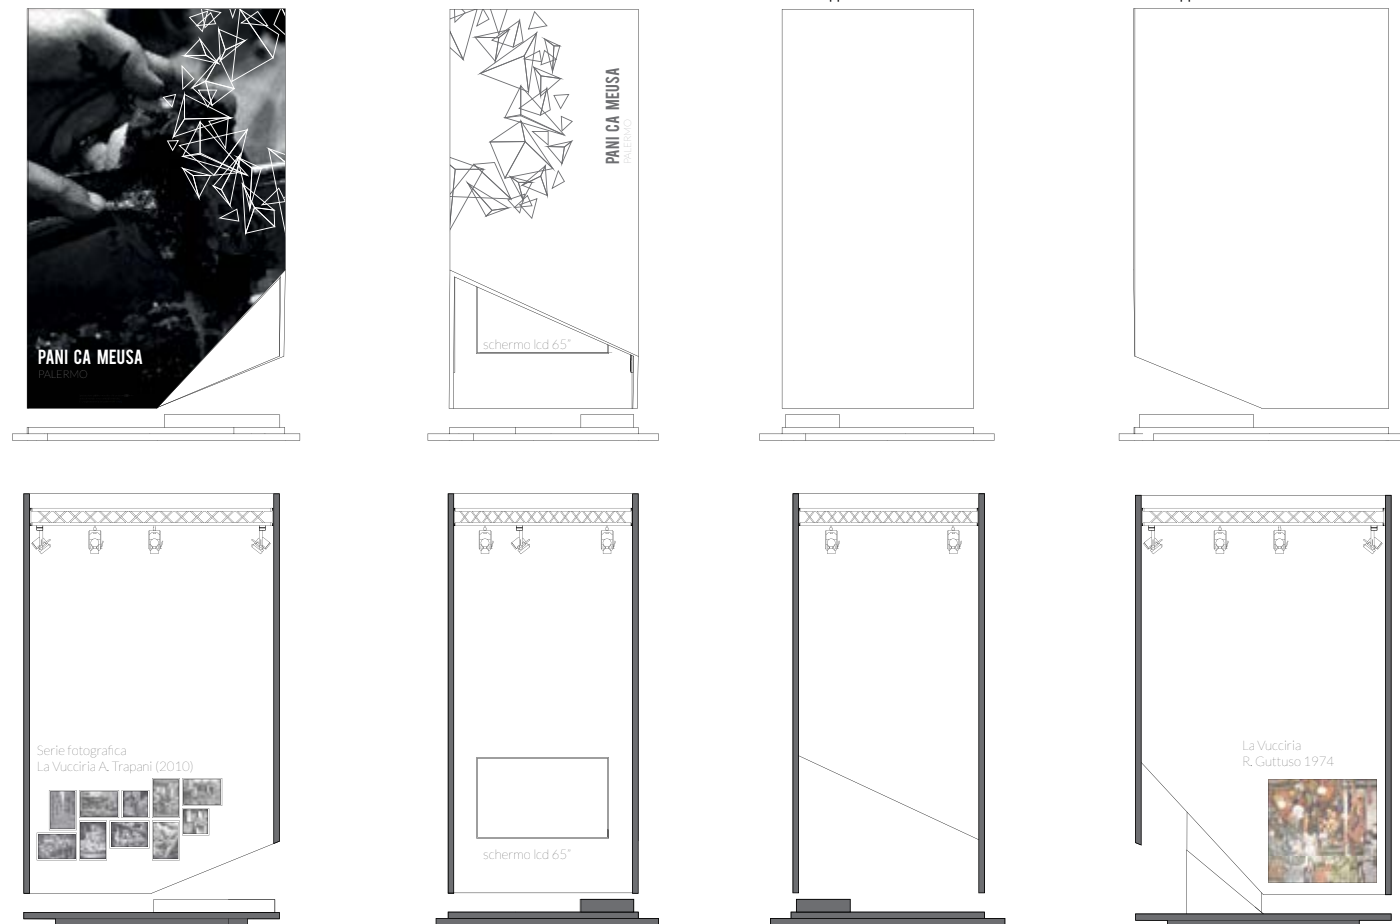 PANI CA MEUSA
PALERMO
PANI CA MEUSA
PALERMO
schermo lcd 65”
Serie fotografica
La Vucciria A. Trapani (2010)
schermo lcd 65”
La Vucciria
R. Guttuso 1974